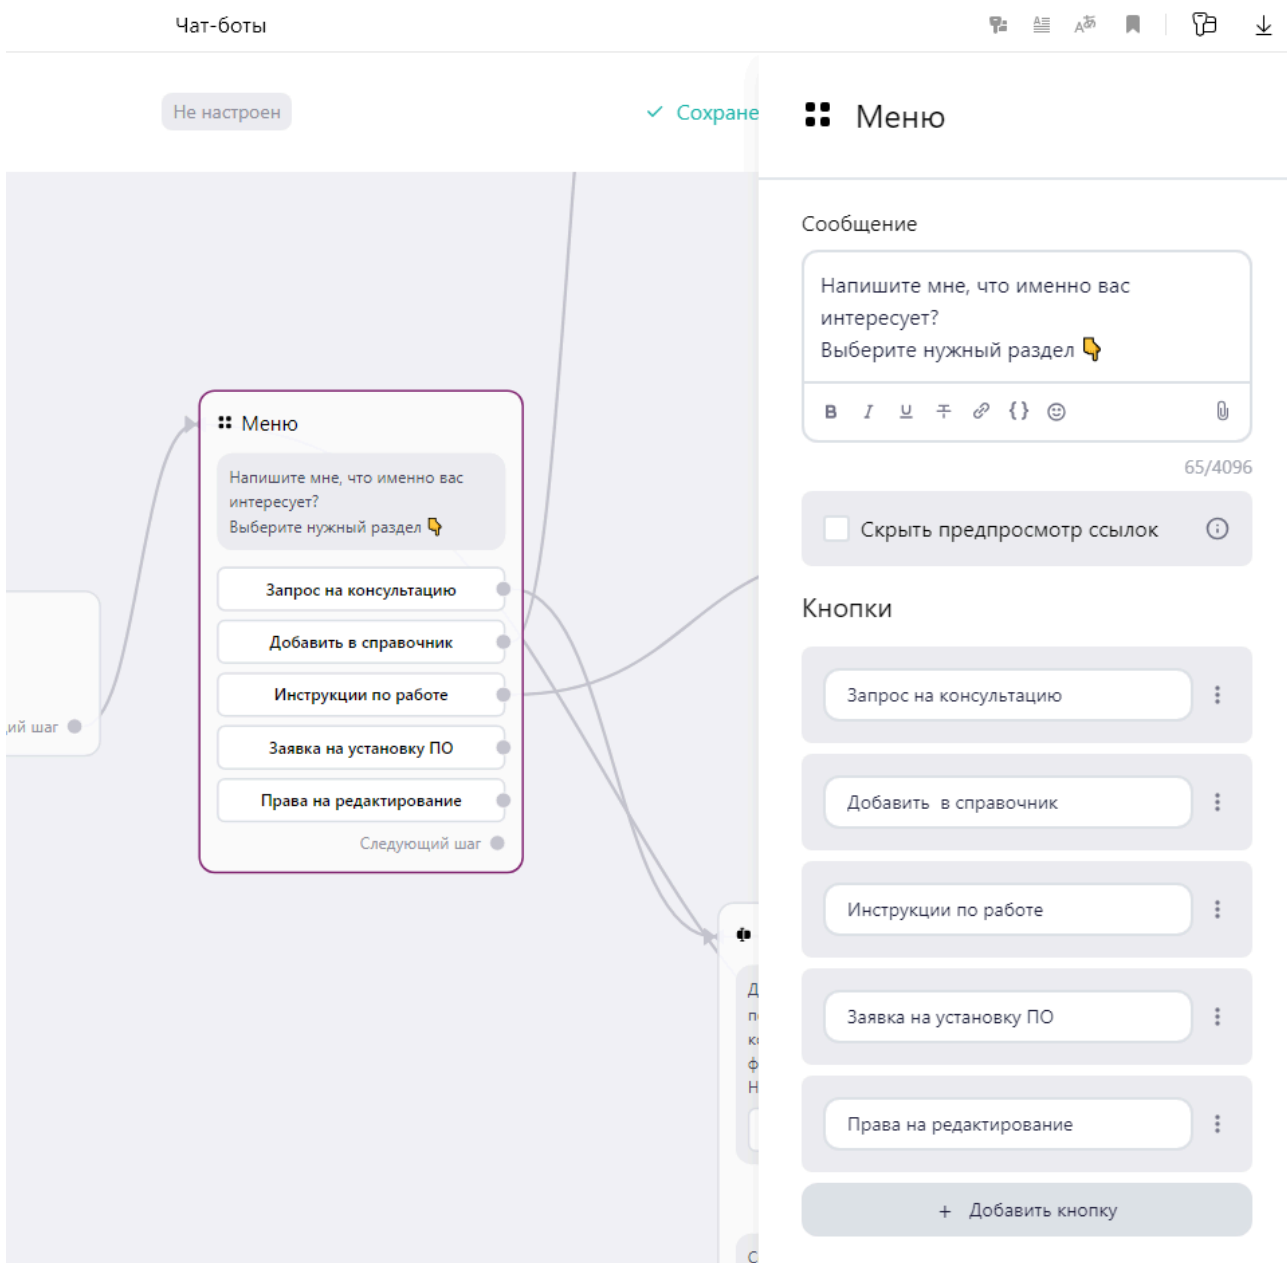 Чат-боты
Не настроен
Сохране
Меню
Напишите мне, что именно вас
интересует?
Выберите нужный раздел 👇
Запрос на консультацию
Добавить в справочник
Инструкции по работе
Заявка на установку ПО
Права на редактирование
Следующий шаг
ий шаг
Меню
Сообщение
Напишите мне, что именно вас
интересует?
Выберите нужный раздел 👇
65/4096
Скрыть предпросмотр ссылок
Кнопки
Запрос на консультацию
Добавить  в справочник
Инструкции по работе
Заявка на установку ПО
Права на редактирование
+ Добавить кнопку